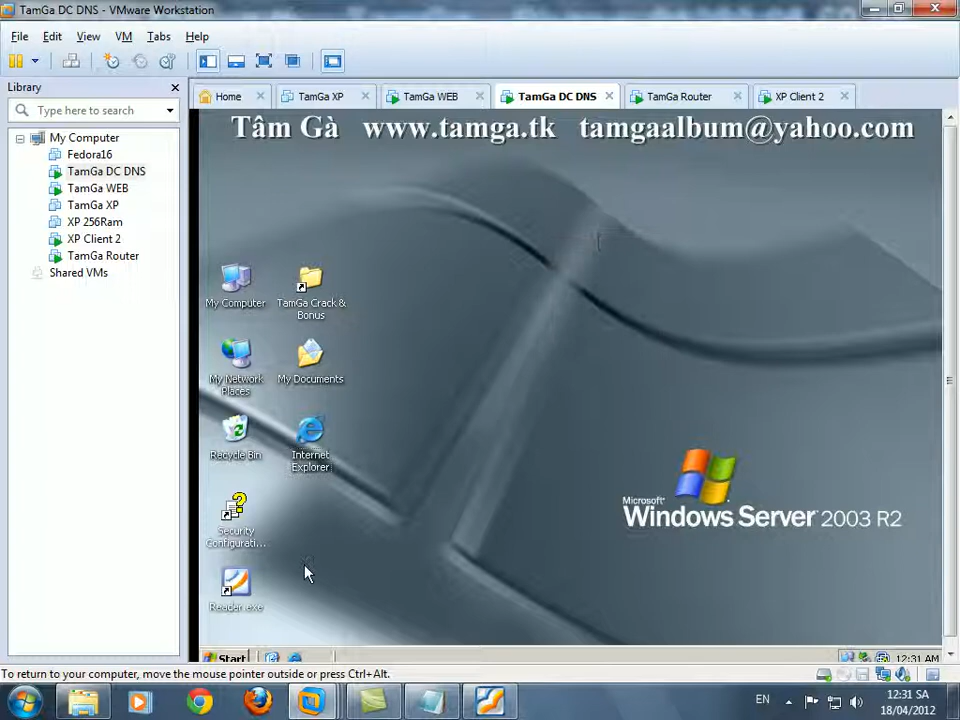 TamGa DC DNS - VMware Workstation
File Edit View VM Tabs Help
Library
Type here to search
My Computer
Fedora16
TamGa DC DNS
TamGa WEB
TamGa XP
XP 256Ram
XP Client 2
TamGa Router
Shared VMs
Home TamGa XP TamGa WEB TamGa DC DNS TamGa Router XP Client 2
Tâm Gà www.tamga.tk tamgaalbum@yahoo.com
My Computer
TamGa Crack &
Bonus
My Network
Places
My Documents
Recycle Bin
Internet
Explorer
Security
Configurati...
Reader.exe
Microsoft
Windows Server 2003 R2
Start
12:31 AM
To return to your computer, move the mouse pointer outside or press Ctrl+Alt.
EN
12:31 SA
18/04/2012